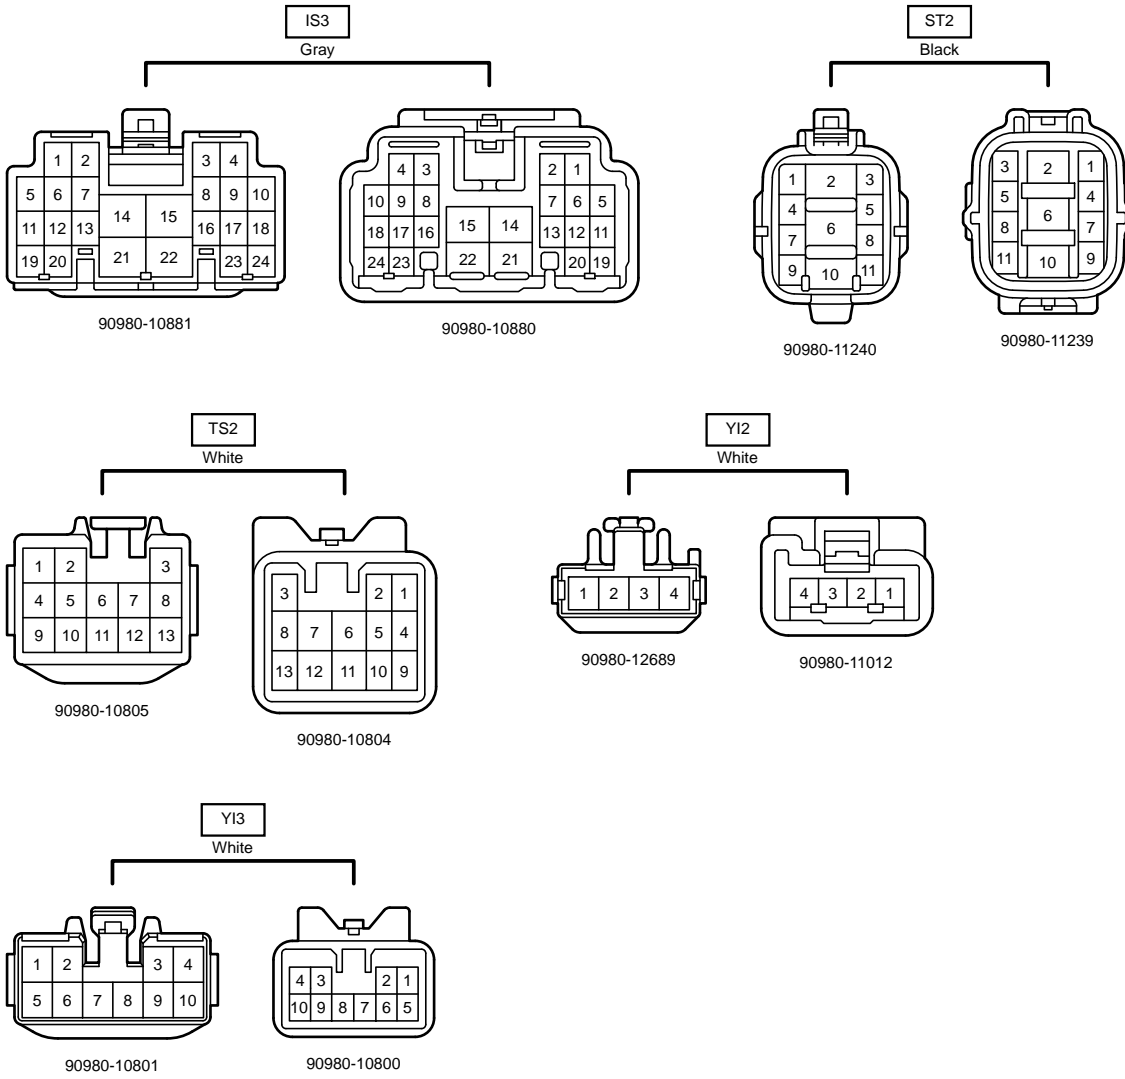 IS3
Gray
1 2 3 4
5 6 7 8 9 10
14 15
11 12 13 16 17 18
19 20 21 22 23 24
90980-10881
4 3 2 1
10 9 8 7 6 5
15 14
18 17 16 13 12 11
24 23 22 21 20 19
90980-10880
ST2
Black
1 2 3
4 5
6
7 8
9 10 11
90980-11240
3 2 1
5 4
6
8 7
11 10 9
90980-11239
TS2
White
1 2 3
4 5 6 7 8
9 10 11 12 13
90980-10805
3 2 1
8 7 6 5 4
13 12 11 10 9
90980-10804
YI2
White
1 2 3 4
90980-12689
4 3 2 1
90980-11012
YI3
White
1 2 3 4
5 6 7 8 9 10
90980-10801
4 3 2 1
10 9 8 7 6 5
90980-10800